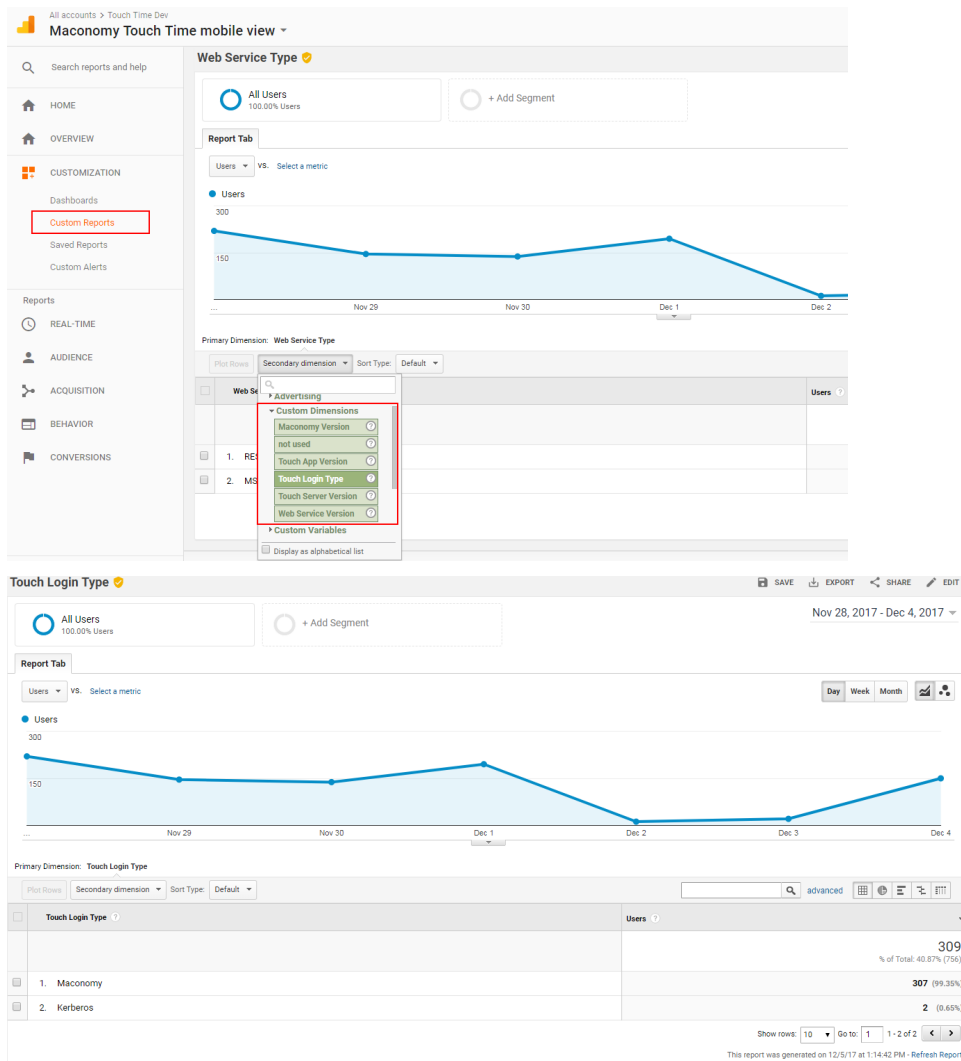 All accounts > Touch Time Dev
Maconomy Touch Time mobile view
Search reports and help
HOME
OVERVIEW
CUSTOMIZATION
Dashboards
Custom Reports
Saved Reports
Custom Alerts
Reports
REAL-TIME
AUDIENCE
ACQUISITION
BEHAVIOR
CONVERSIONS
Web Service Type
All Users
100.00% Users
+ Add Segment
Report Tab
Users VS. Select a metric
Users
300
150
... Nov 29 Nov 30 Dec 1 Dec 2
Primary Dimension: Web Service Type
Plot Rows Secondary dimension Sort Type: Default
Web Se Users ?
Advertising
Custom Dimensions
Maconomy Version ?
not used ?
Touch App Version ?
Touch Login Type ?
Touch Server Version ?
Web Service Version ?
Custom Variables
Display as alphabetical list
1. RES
2. MS
Touch Login Type
SAVE EXPORT SHARE EDIT
All Users
100.00% Users
+ Add Segment
Nov 28, 2017 - Dec 4, 2017
Report Tab
Users VS. Select a metric
Day Week Month
Users
300
150
... Nov 29 Nov 30 Dec 1 Dec 2 Dec 3 Dec 4
Primary Dimension: Touch Login Type
Plot Rows Secondary dimension Sort Type: Default
advanced
Touch Login Type ? Users ?
309
% of Total: 40.87% (756)
1. Maconomy 307 (99.35%)
2. Kerberos 2 (0.65%)
Show rows: 10 Go to: 1 1 - 2 of 2 < >
This report was generated on 12/5/17 at 1:14:42 PM - Refresh Report